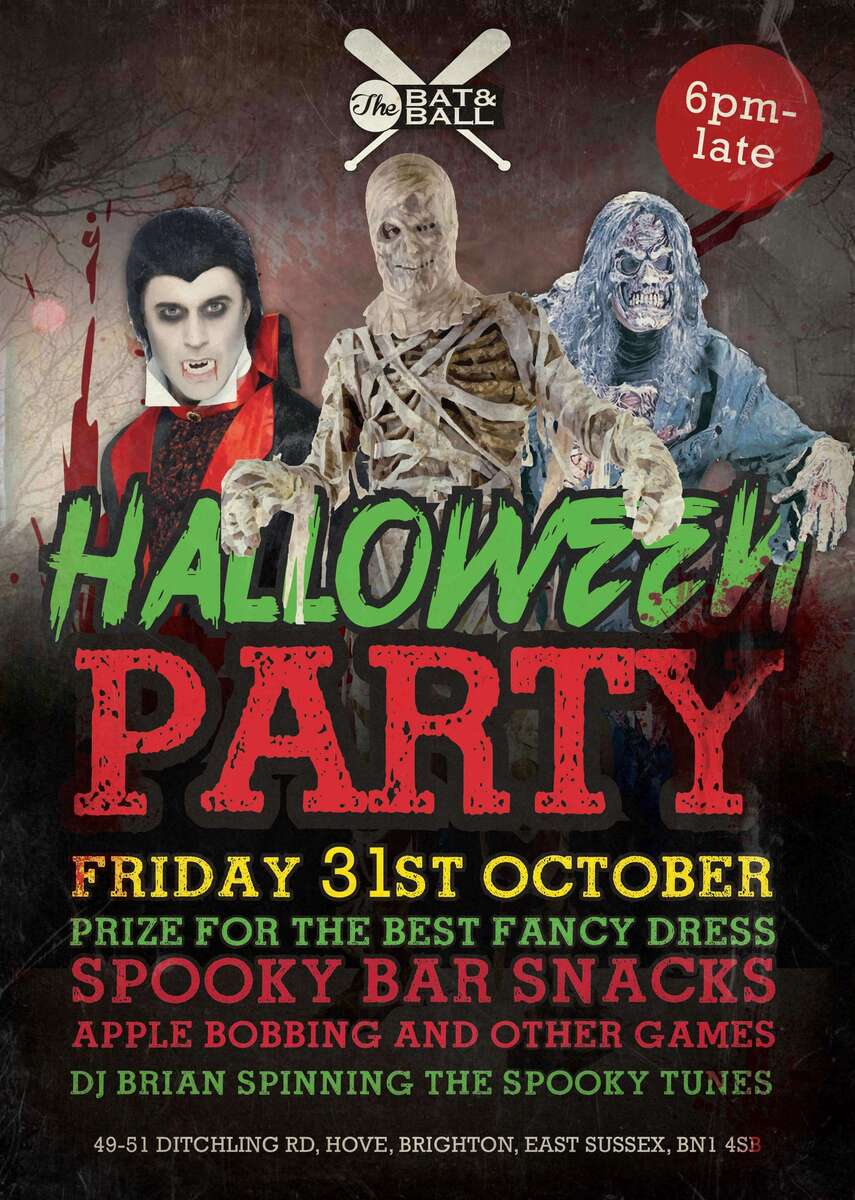 The BAT&
BALL
6pm-
late
HALLOWEEN
PARTY
FRIDAY 31ST OCTOBER
PRIZE FOR THE BEST FANCY DRESS
SPOOKY BAR SNACKS
APPLE BOBBING AND OTHER GAMES
DJ BRIAN SPINNING THE SPOOKY TUNES
49-51 DITCHLING RD, HOVE, BRIGHTON, EAST SUSSEX, BN1 4SB